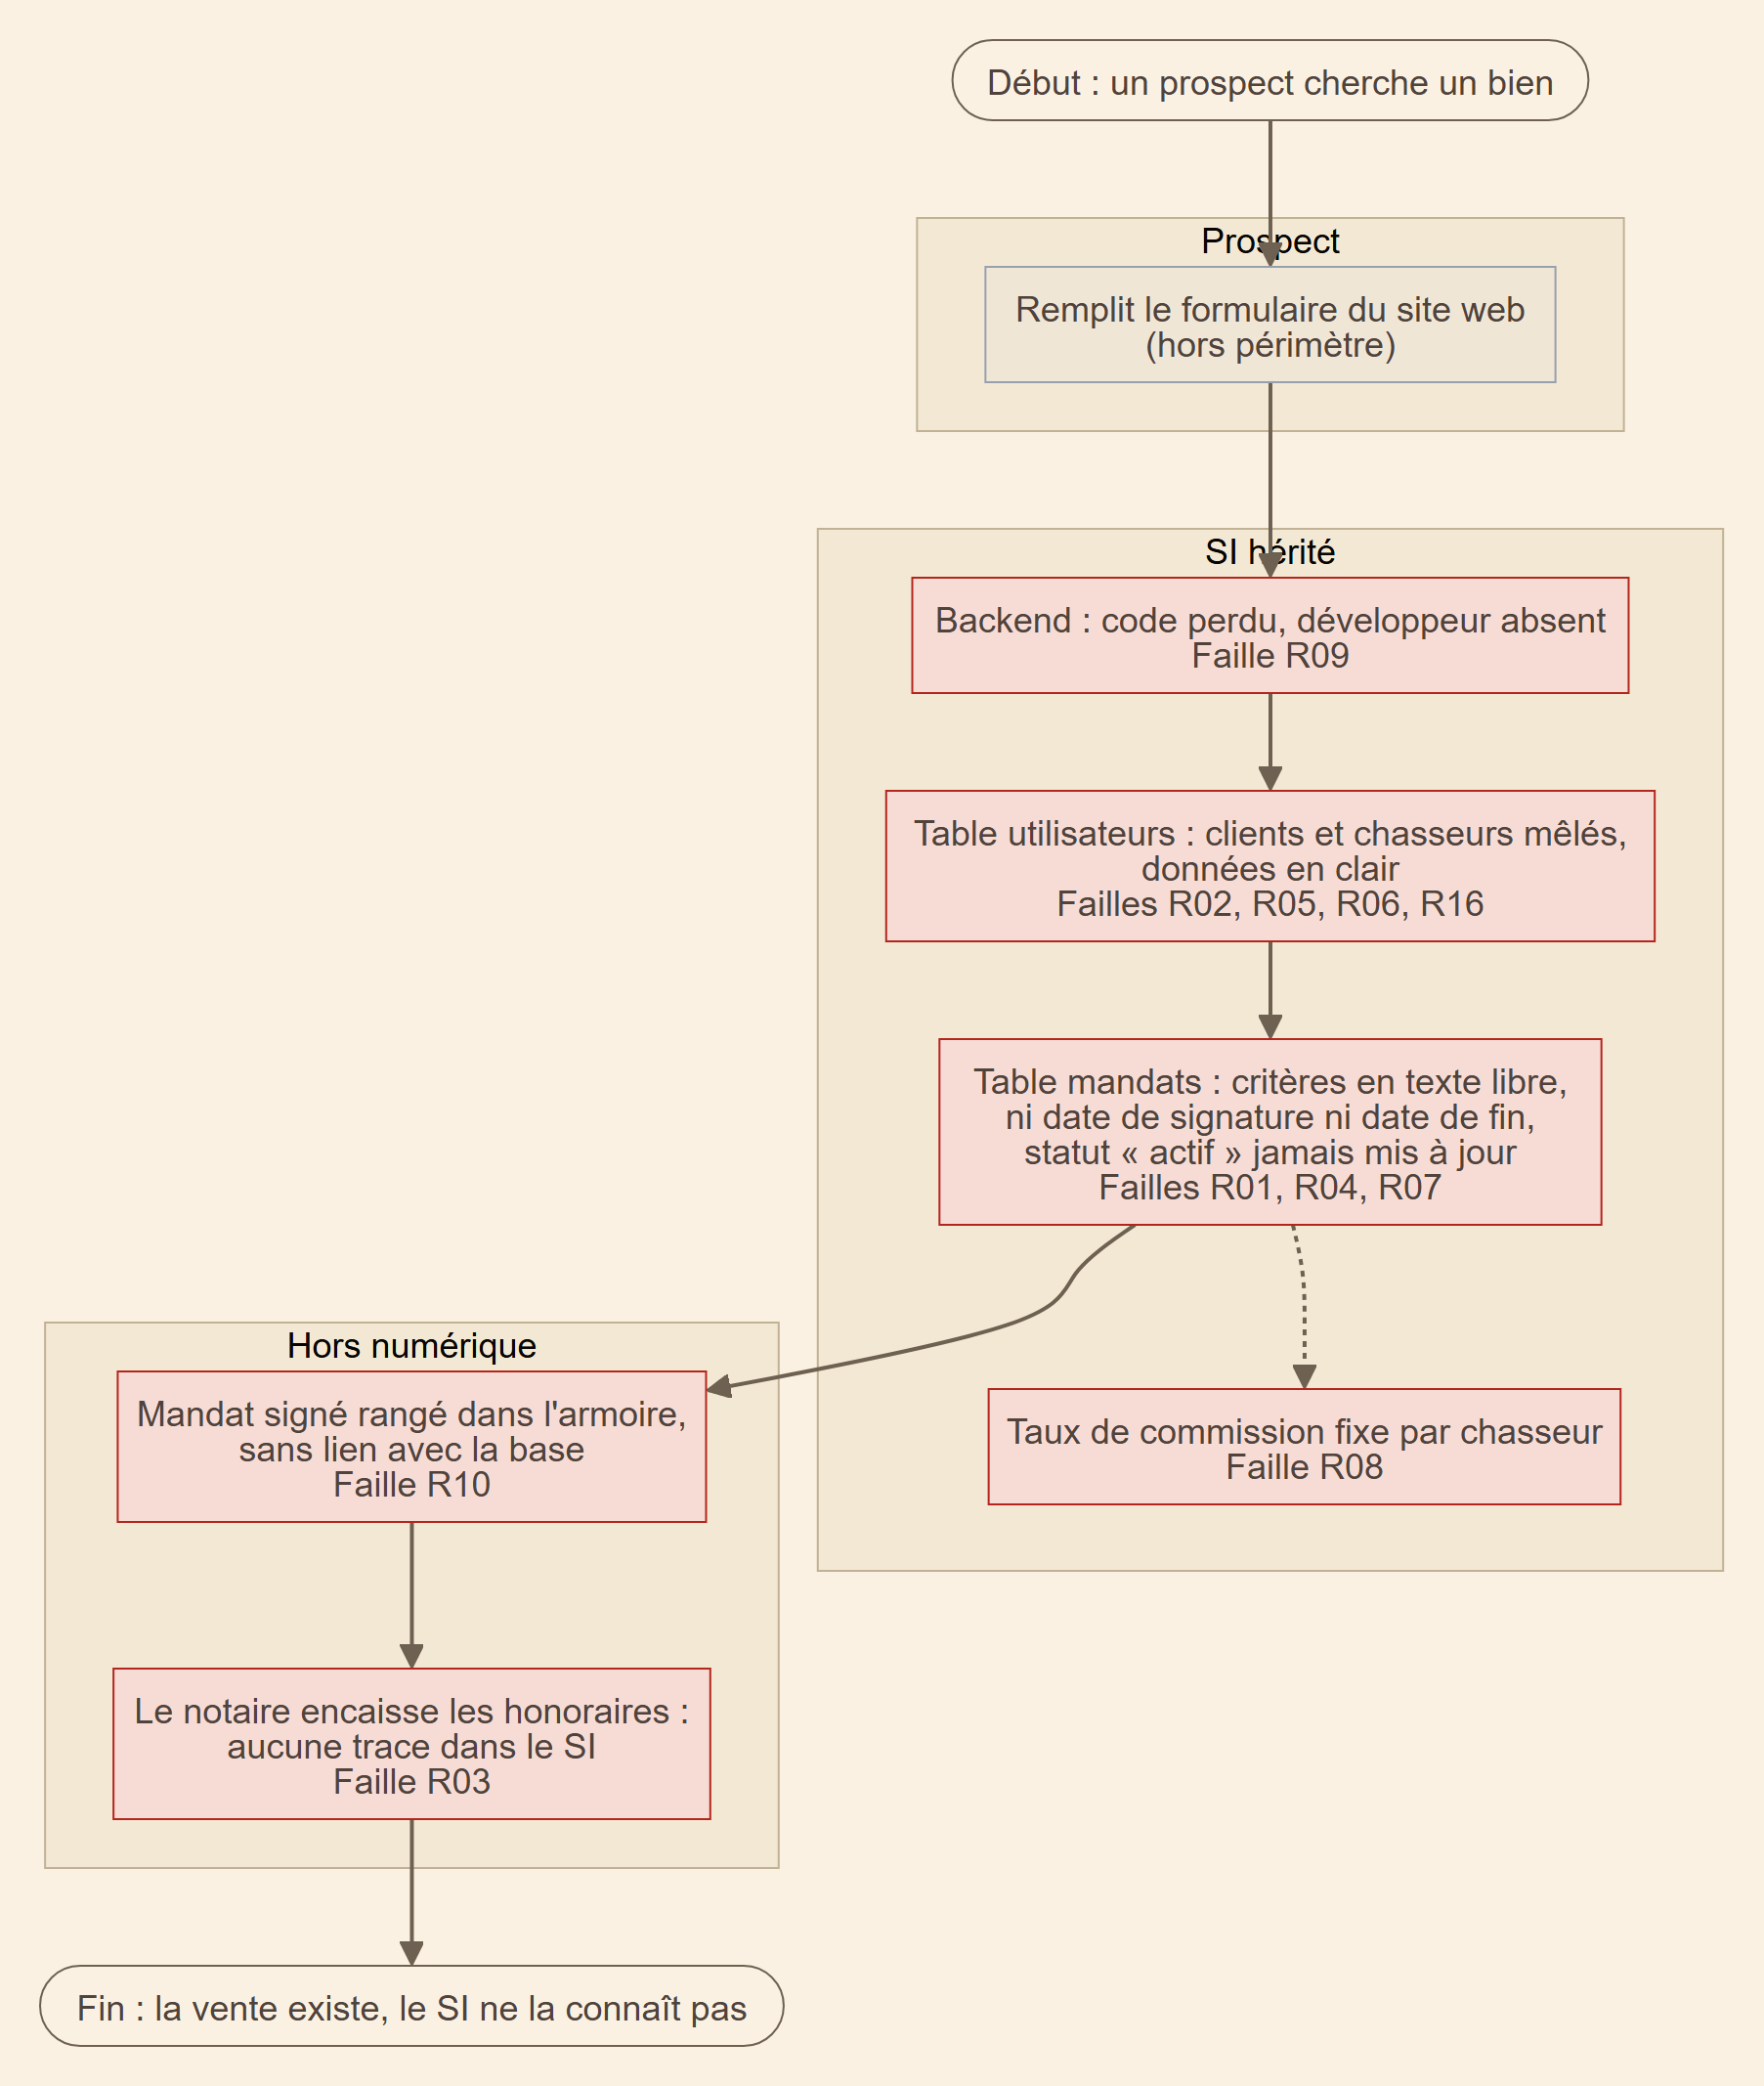 Début : un prospect cherche un bien
Prospect
Remplit le formulaire du site web
(hors périmètre)
SI hérité
Backend : code perdu, développeur absent
Faille R09
Table utilisateurs : clients et chasseurs mêlés,
données en clair
Failles R02, R05, R06, R16
Table mandats : critères en texte libre,
ni date de signature ni date de fin,
statut « actif » jamais mis à jour
Failles R01, R04, R07
Taux de commission fixe par chasseur
Faille R08
Hors numérique
Mandat signé rangé dans l'armoire,
sans lien avec la base
Faille R10
Le notaire encaisse les honoraires :
aucune trace dans le SI
Faille R03
Fin : la vente existe, le SI ne la connaît pas